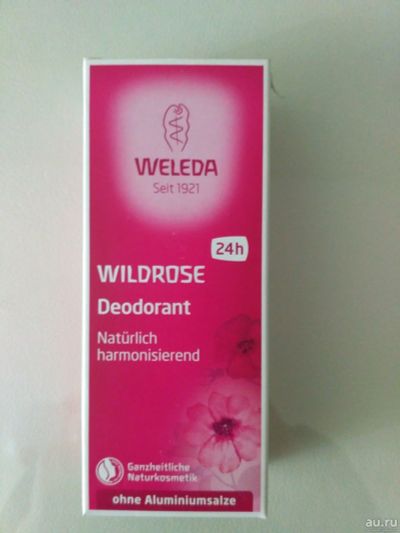 WELEDA
Seit 1921
24h
WILDROSE
Deodorant
Natürlich
harmonisierend
Ganzheitliche
Naturkosmetik
ohne Aluminiumsalze
au.ru